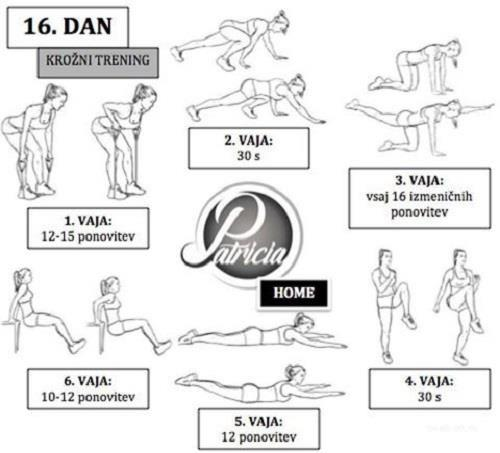 16. DAN
KROŽNI TRENING
1. VAJA:
12-15 ponovitev
2. VAJA:
30 s
3. VAJA:
vsaj 16 izmeničnih
ponovitev
Patricia
HOME
6. VAJA:
10-12 ponovitev
5. VAJA:
12 ponovitev
4. VAJA:
30 s